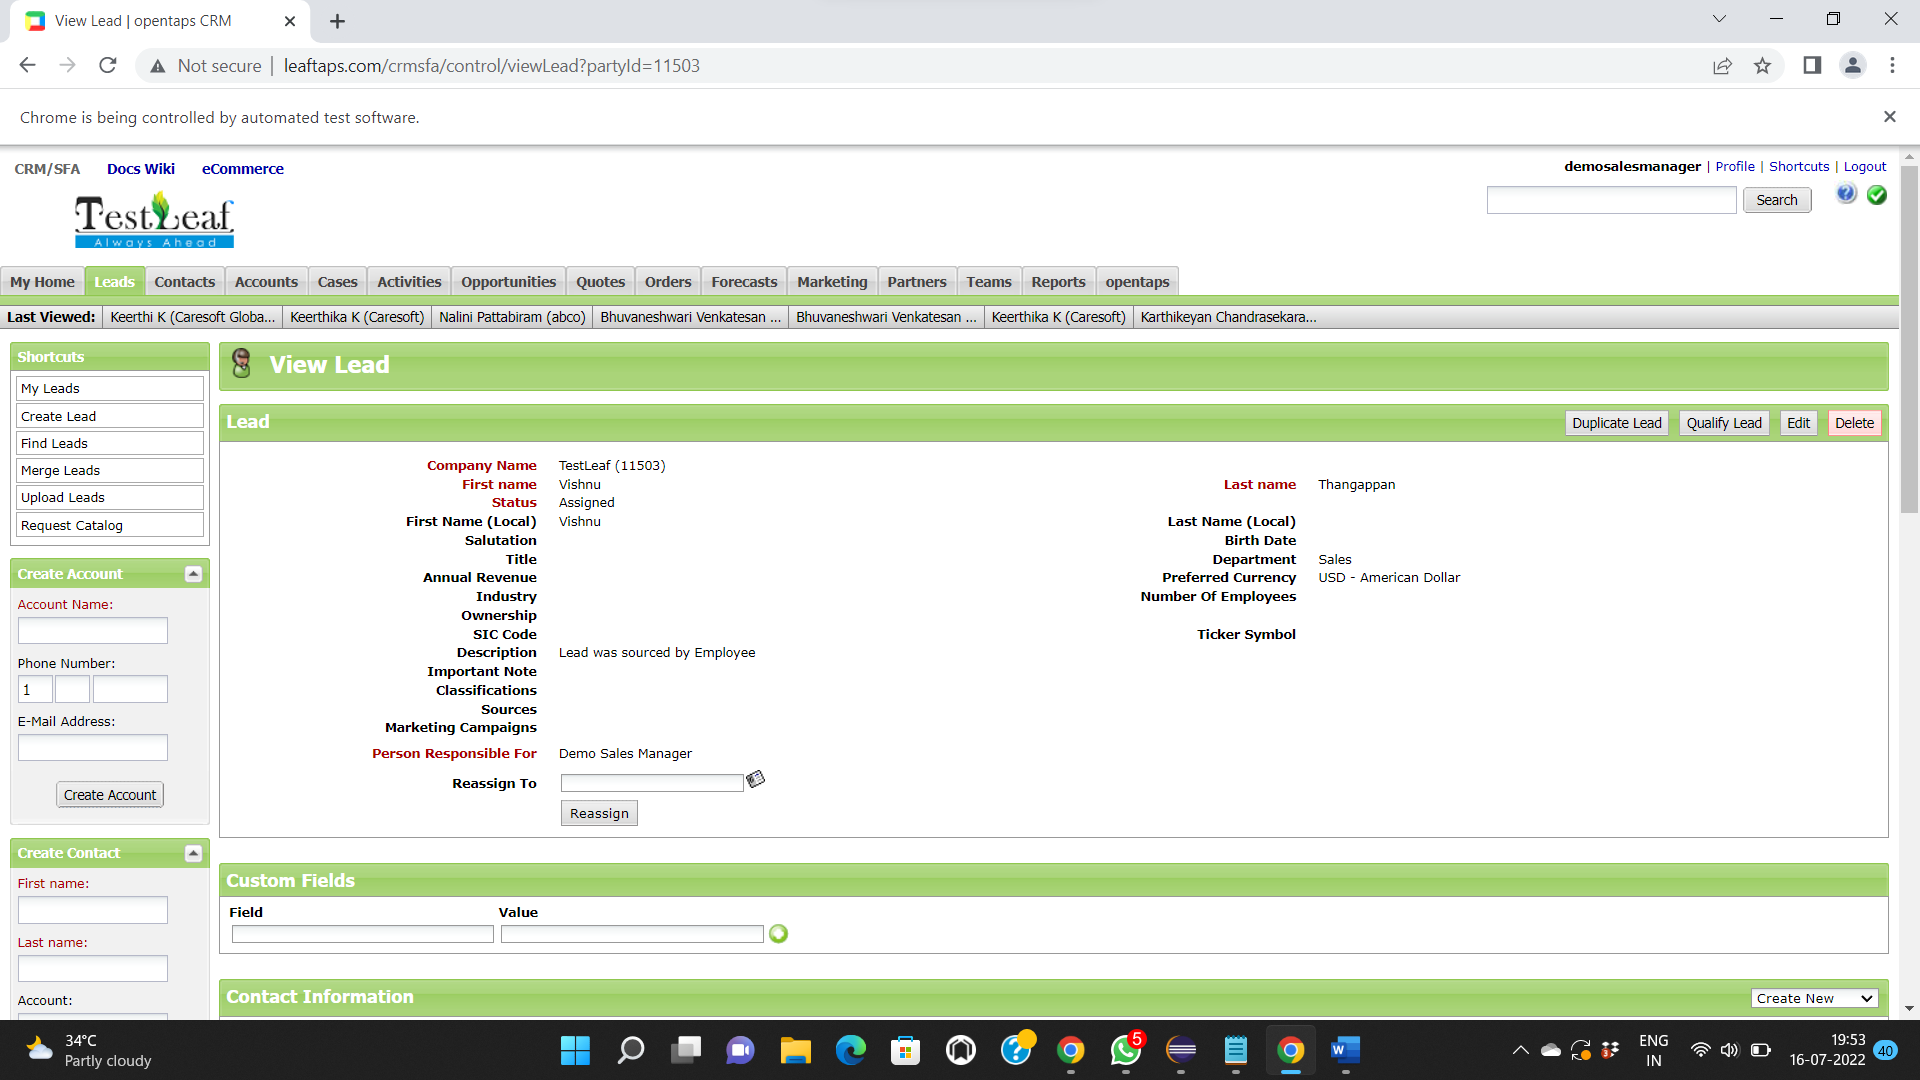 View Lead | opentaps CRM
Not secure | leaftaps.com/crmsfa/control/viewLead?partyId=11503
Chrome is being controlled by automated test software.
CRM/SFA Docs Wiki eCommerce
demosalesmanager | Profile | Shortcuts | Logout
Search
TestLeaf
Always Ahead
My Home Leads Contacts Accounts Cases Activities Opportunities Quotes Orders Forecasts Marketing Partners Teams Reports opentaps
Last Viewed: Keerthi K (Caresoft Globa... Keerthika K (Caresoft) Nalini Pattabiram (abco) Bhuvaneshwari Venkatesan ... Bhuvaneshwari Venkatesan ... Keerthika K (Caresoft) Karthikeyan Chandrasekara...
Shortcuts
My Leads
Create Lead
Find Leads
Merge Leads
Upload Leads
Request Catalog
Create Account
Account Name:
Phone Number:
1
E-Mail Address:
Create Account
Create Contact
First name:
Last name:
Account:
View Lead
Lead
Duplicate Lead Qualify Lead Edit Delete
Company Name TestLeaf (11503)
First name Vishnu Last name Thangappan
Status Assigned
First Name (Local) Vishnu Last Name (Local)
Salutation Birth Date
Title Department Sales
Annual Revenue Preferred Currency USD - American Dollar
Industry Number Of Employees
Ownership
SIC Code Ticker Symbol
Description Lead was sourced by Employee
Important Note
Classifications
Sources
Marketing Campaigns
Person Responsible For Demo Sales Manager
Reassign To
Reassign
Custom Fields
Field Value
Contact Information
Create New
34°C
Partly cloudy
5
W
3
ENG
IN
19:53
16-07-2022
40